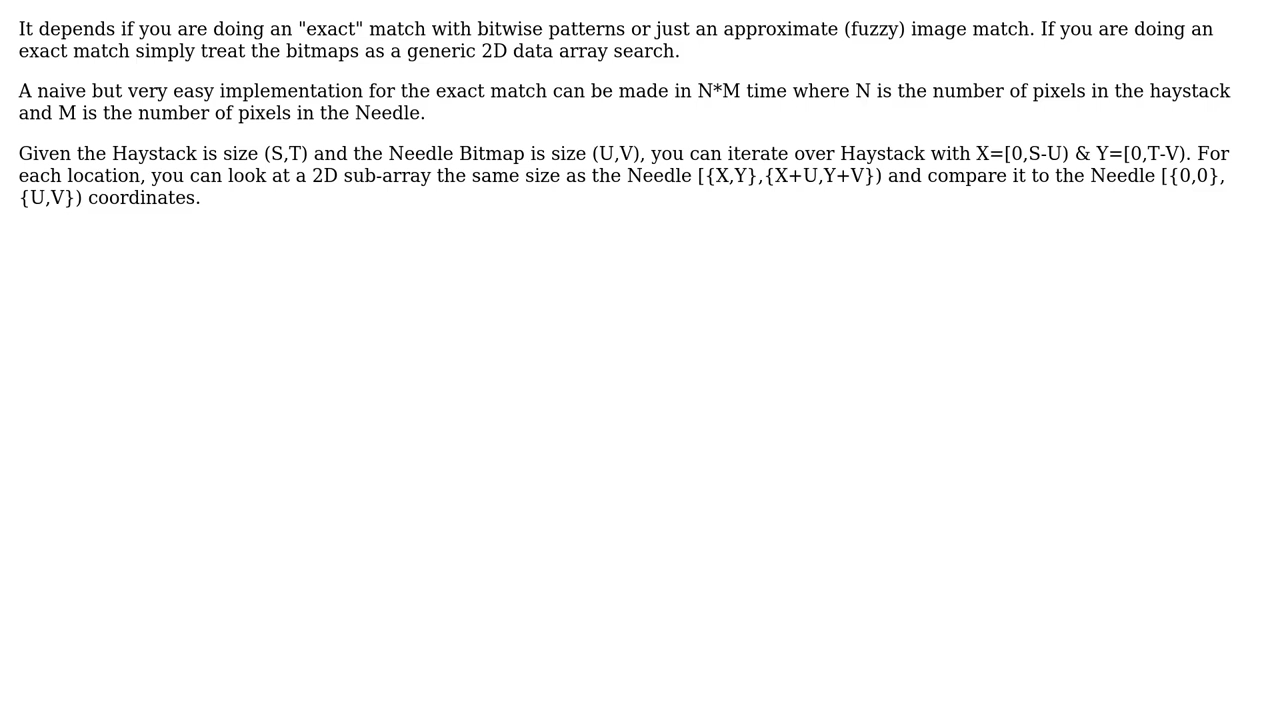 It depends if you are doing an "exact" match with bitwise patterns or just an approximate (fuzzy) image match. If you are doing an
exact match simply treat the bitmaps as a generic 2D data array search.
A naive but very easy implementation for the exact match can be made in N*M time where N is the number of pixels in the haystack
and M is the number of pixels in the Needle.
Given the Haystack is size (S,T) and the Needle Bitmap is size (U,V), you can iterate over Haystack with X=[0,S-U) & Y=[0,T-V). For
each location, you can look at a 2D sub-array the same size as the Needle [{X,Y},{X+U,Y+V}) and compare it to the Needle [{0,0},
{U,V}) coordinates.